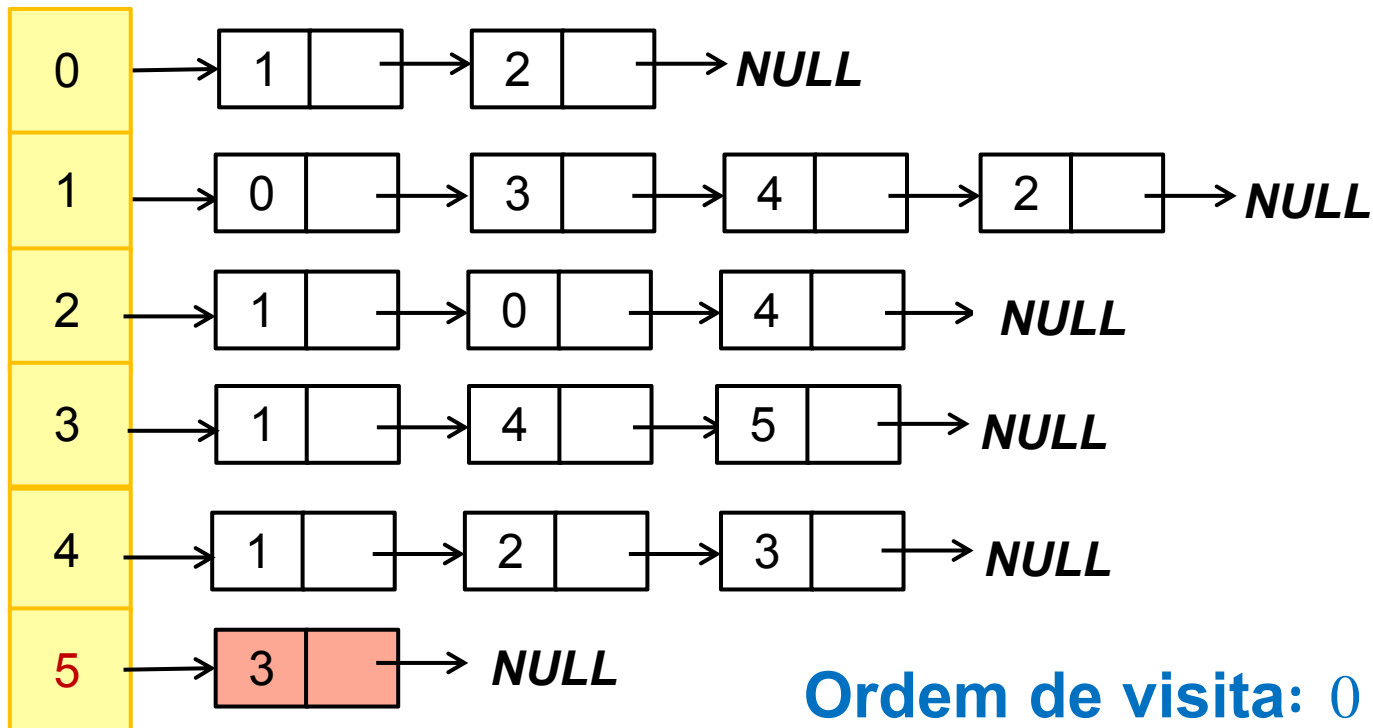 0 1 2 NULL
1 0 3 4 2 NULL
2 1 0 4 NULL
3 1 4 5 NULL
4 1 2 3 NULL
5 3 NULL
Ordem de visita: 0